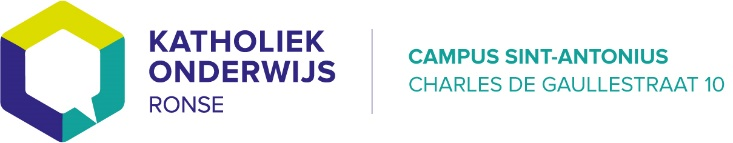 KATHOLIEK
ONDERWIJS
RONSE
CAMPUS SINT-ANTONIUS
CHARLES DE GAULLESTRAAT 10